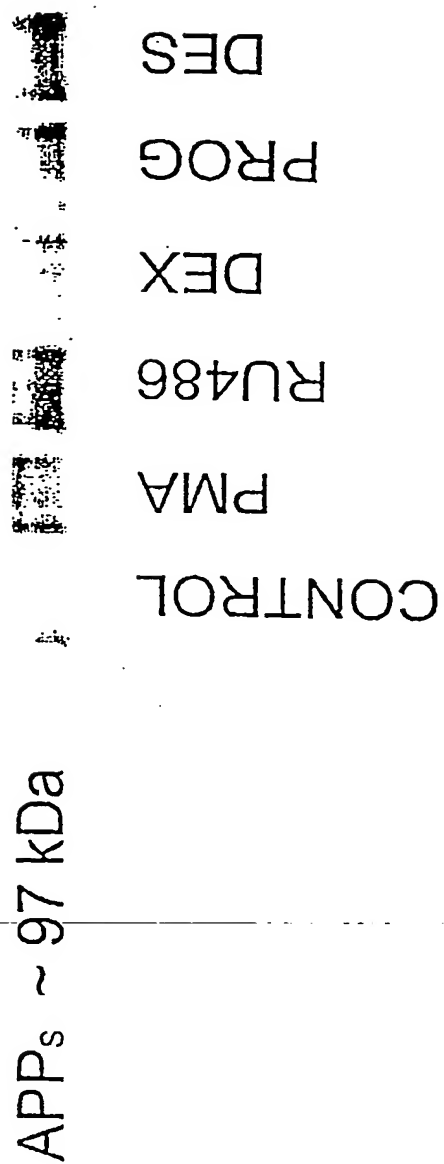 APPs ~ 97 kDa
CONTROL
PMA
RU486
DEX
PROG
DES